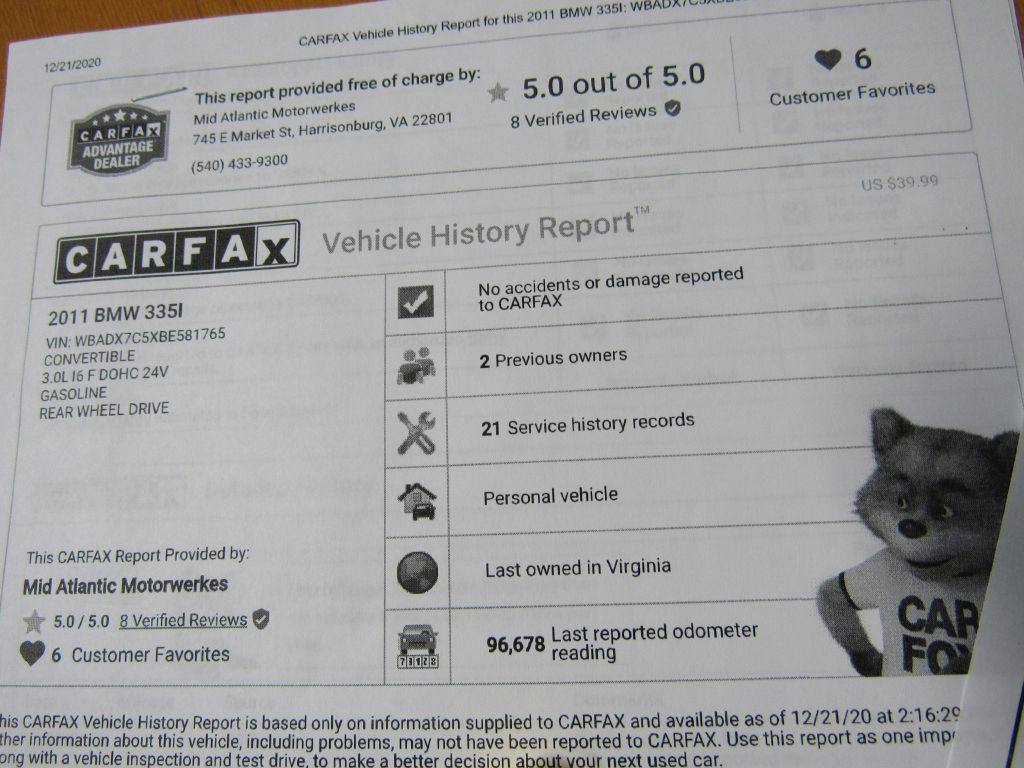 12/21/2020
CARFAX Vehicle History Report for this 2011 BMW 335I:
CARFAX
ADVANTAGE
DEALER
This report provided free of charge by:
Mid Atlantic Motorwerkes
745 E Market St, Harrisonburg, VA 22801
(540) 433-9300
5.0 out of 5.0
8 Verified Reviews
6
Customer Favorites
US $39.99
CARFAX Vehicle History Report™
2011 BMW 335I
VIN: WBADX7C5XBE581765
CONVERTIBLE
3.0L I6 F DOHC 24V
GASOLINE
REAR WHEEL DRIVE
No accidents or damage reported
to CARFAX
2 Previous owners
21 Service history records
Personal vehicle
Last owned in Virginia
73128
96,678 Last reported odometer
reading
This CARFAX Report Provided by:
Mid Atlantic Motorwerkes
5.0 / 5.0 8 Verified Reviews
6 Customer Favorites
CAR
FO
his CARFAX Vehicle History Report is based only on information supplied to CARFAX and available as of 12/21/20 at 2:16:29
ther information about this vehicle, including problems, may not have been reported to CARFAX. Use this report as one imp
ong with a vehicle inspection and test drive, to make a better decision about your next used car.